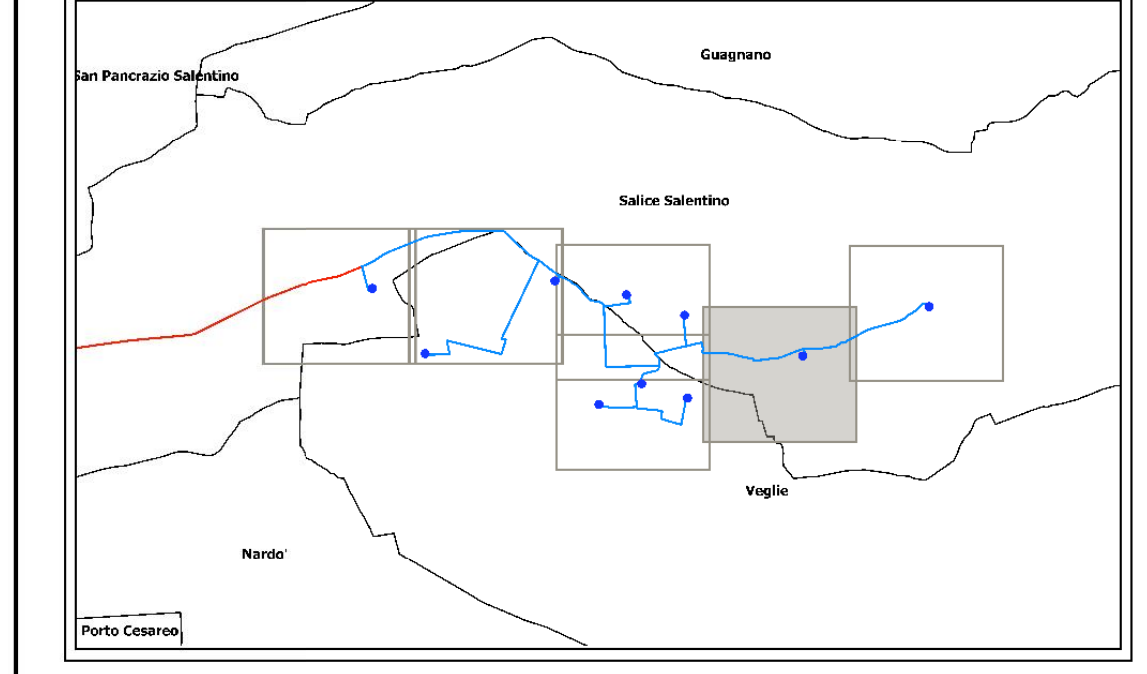 Guagnano
San Pancrazio Salentino
Salice Salentino
Veglie
Nardo'
Porto Cesareo